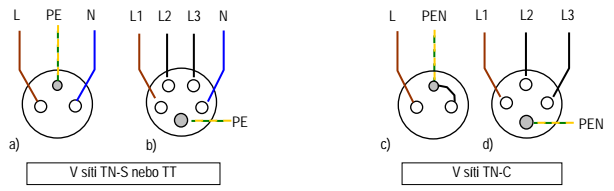 L PE N L1 L2 L3 N L PEN L1 L2 L3
PE PEN
a) b) c) d)
V síti TN-S nebo TT V síti TN-C